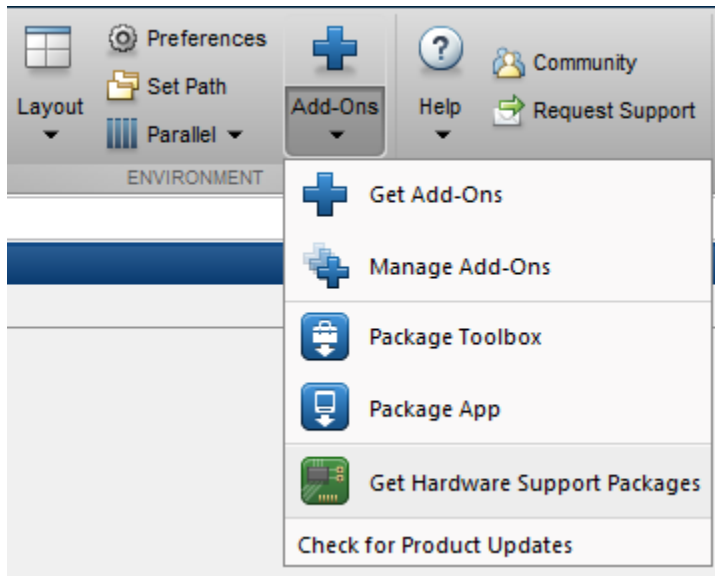 Preferences
Set Path
Layout
Parallel
ENVIRONMENT
Add-Ons
?
Help
Community
Request Support
Get Add-Ons
Manage Add-Ons
Package Toolbox
Package App
Get Hardware Support Packages
Check for Product Updates